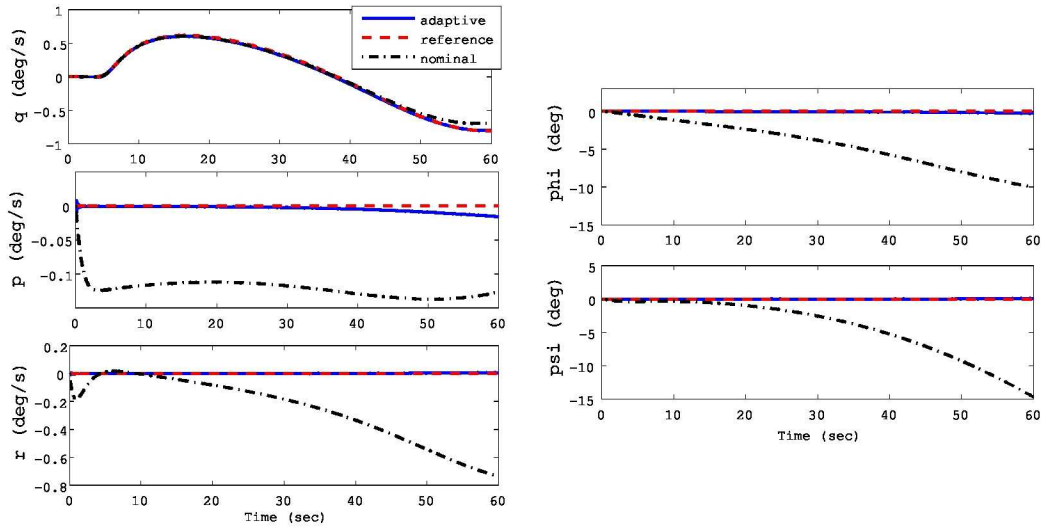 adaptive
reference
nominal
q (deg/s)
1
0.5
0
-0.5
-1
0 10 20 30 40 50 60
p (deg/s)
0
-0.05
-0.1
0 10 20 30 40 50 60
r (deg/s)
0.2
0
-0.2
-0.4
-0.6
-0.8
0 10 20 30 40 50 60
Time (sec)
phi (deg)
0
-5
-10
-15
0 10 20 30 40 50 60
psi (deg)
5
0
-5
-10
-15
0 10 20 30 40 50 60
Time (sec)